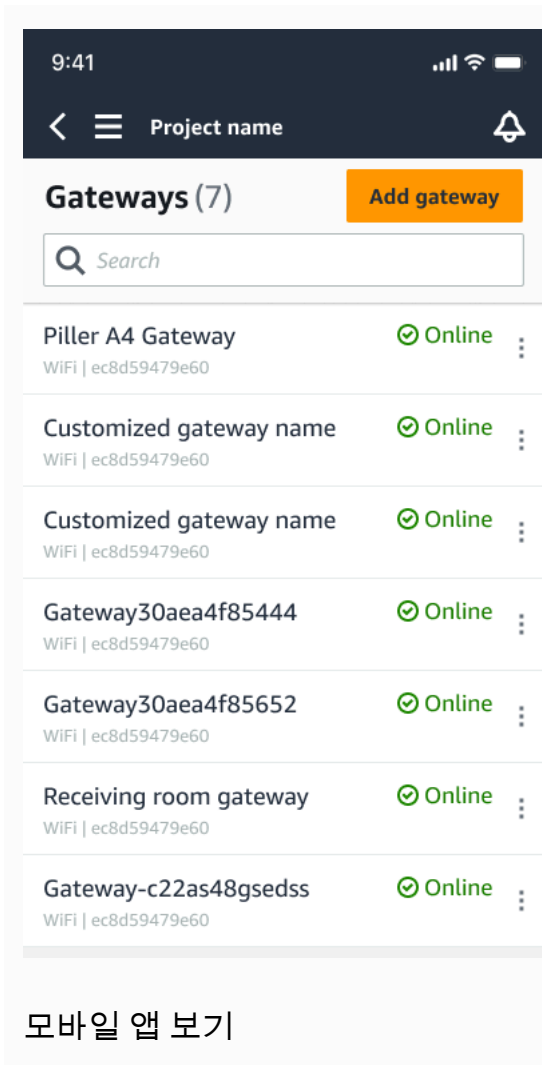 9:41
Project name
Gateways (7)
Add gateway
Search
Piller A4 Gateway
Online
WiFi | ec8d59479e60
Customized gateway name
Online
WiFi | ec8d59479e60
Customized gateway name
Online
WiFi | ec8d59479e60
Gateway30aea4f85444
Online
WiFi | ec8d59479e60
Gateway30aea4f85652
Online
WiFi | ec8d59479e60
Receiving room gateway
Online
WiFi | ec8d59479e60
Gateway-c22as48gsedss
Online
WiFi | ec8d59479e60
모바일 앱 보기